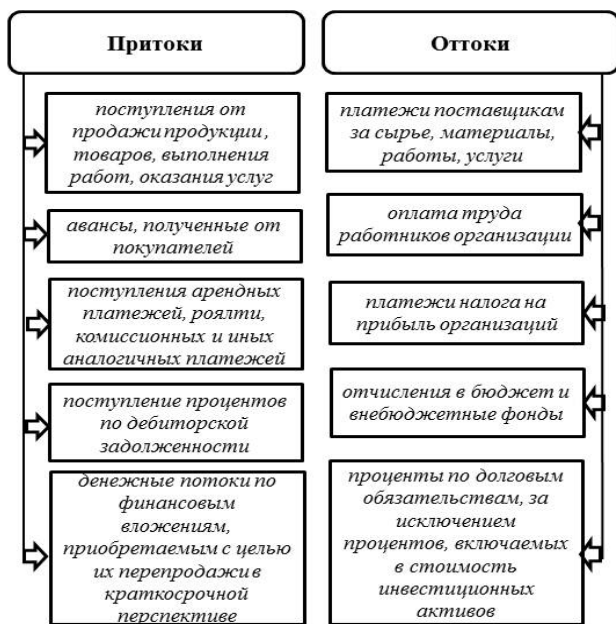 Притоки
поступления от
продажи продукции,
товаров, выполнения
работ, оказания услуг
авансы, полученные от
покупателей
поступления арендных
платежей, роялти,
комиссионных и иных
аналогичных платежей
поступление процентов
по дебиторской
задолженности
денежные потоки по
финансовым
вложениям,
приобретаемым с целью
их перепродажи в
краткосрочной
перспективе
Оттоки
платежи поставщикам
за сырье, материалы,
работы, услуги
оплата труда
работников организации
платежи налога на
прибыль организаций
отчисления в бюджет и
внебюджетные фонды
проценты по долговым
обязательствам, за
исключением
процентов, включаемых
в стоимость
инвестиционных
активов